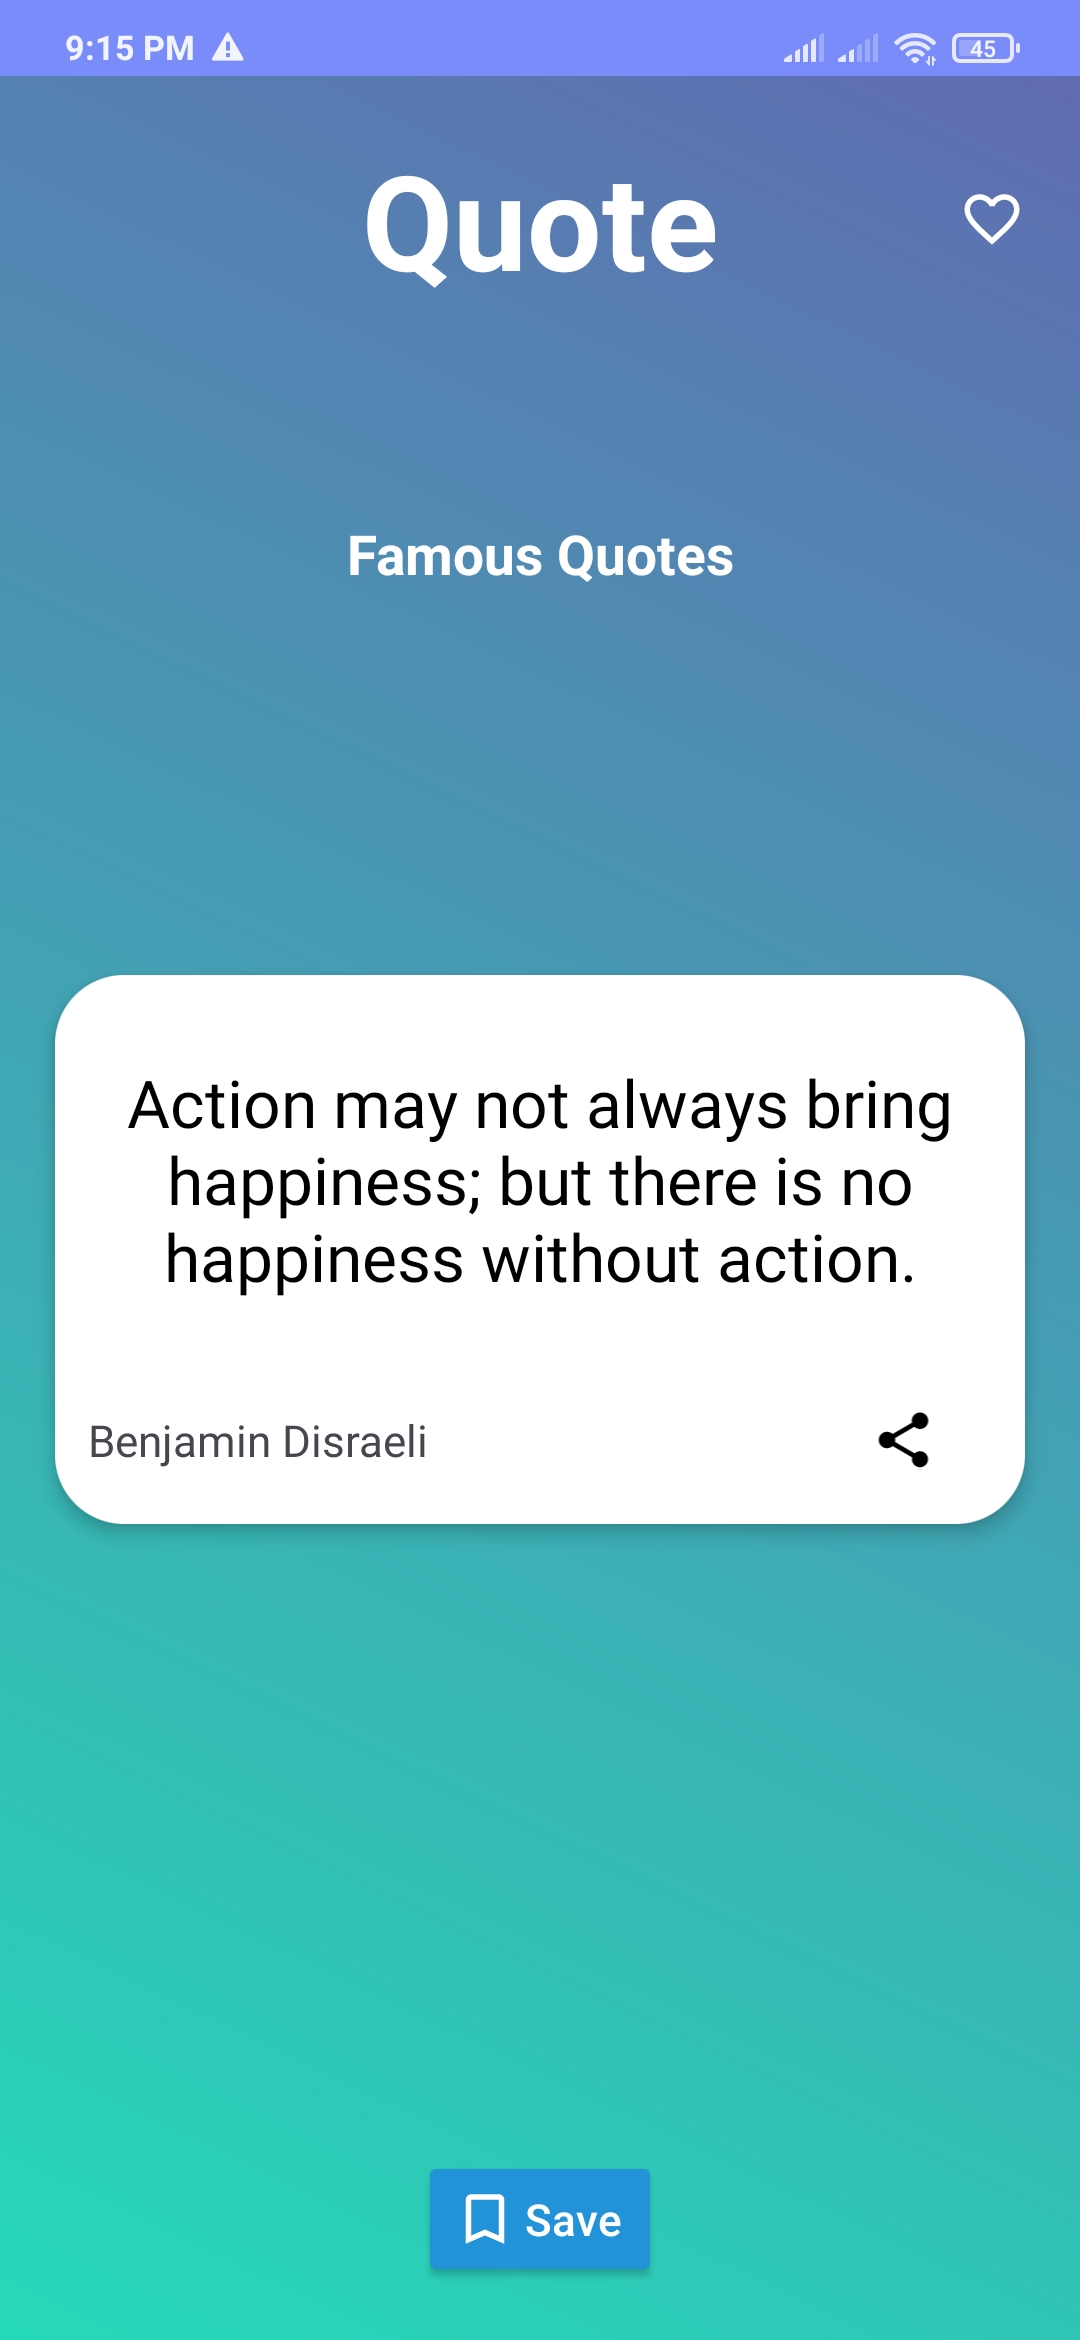 9:15 PM
45
Quote
Famous Quotes
Action may not always bring
happiness; but there is no
happiness without action.
Benjamin Disraeli
Save